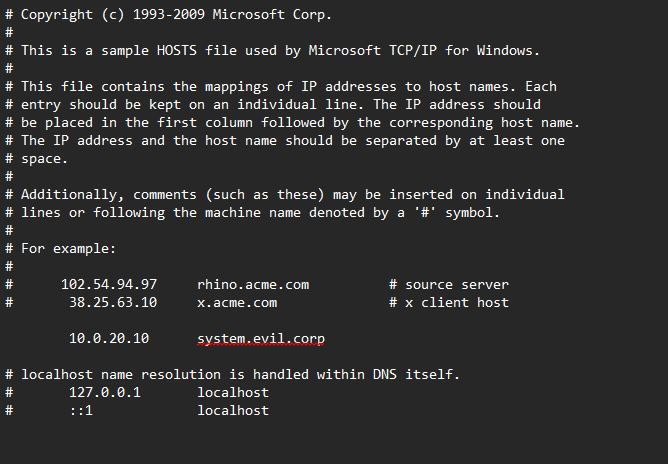 # Copyright (c) 1993-2009 Microsoft Corp.
#
# This is a sample HOSTS file used by Microsoft TCP/IP for Windows.
#
# This file contains the mappings of IP addresses to host names. Each
# entry should be kept on an individual line. The IP address should
# be placed in the first column followed by the corresponding host name.
# The IP address and the host name should be separated by at least one
# space.
#
# Additionally, comments (such as these) may be inserted on individual
# lines or following the machine name denoted by a '#' symbol.
#
# For example:
#
#      102.54.94.97     rhino.acme.com          # source server
#       38.25.63.10     x.acme.com              # x client host

        10.0.20.10      system.evil.corp

# localhost name resolution is handled within DNS itself.
#       127.0.0.1       localhost
#       ::1             localhost